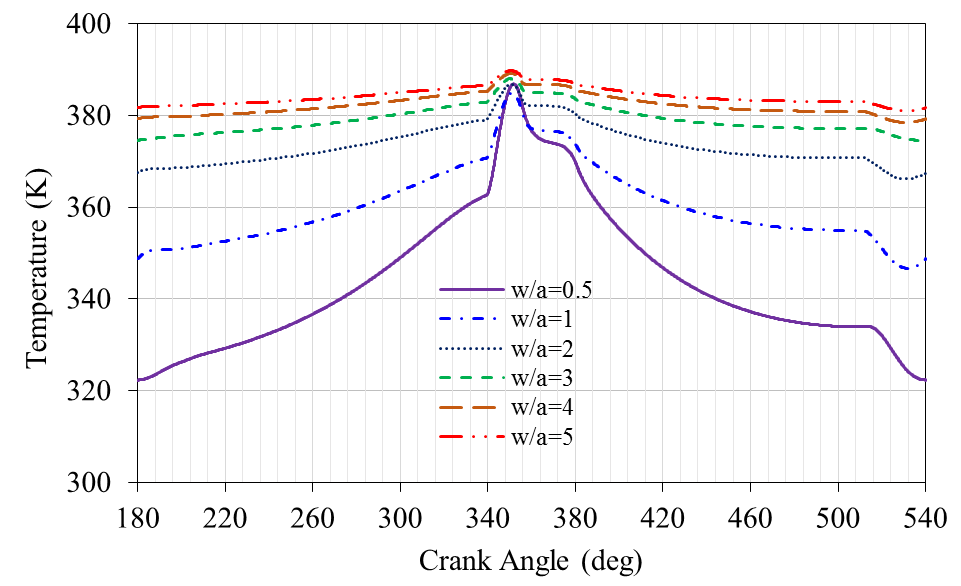 400
380
360
340
320
300
Temperature (K)
w/a=0.5
w/a=1
w/a=2
w/a=3
w/a=4
w/a=5
180 220 260 300 340 380 420 460 500 540
Crank Angle (deg)